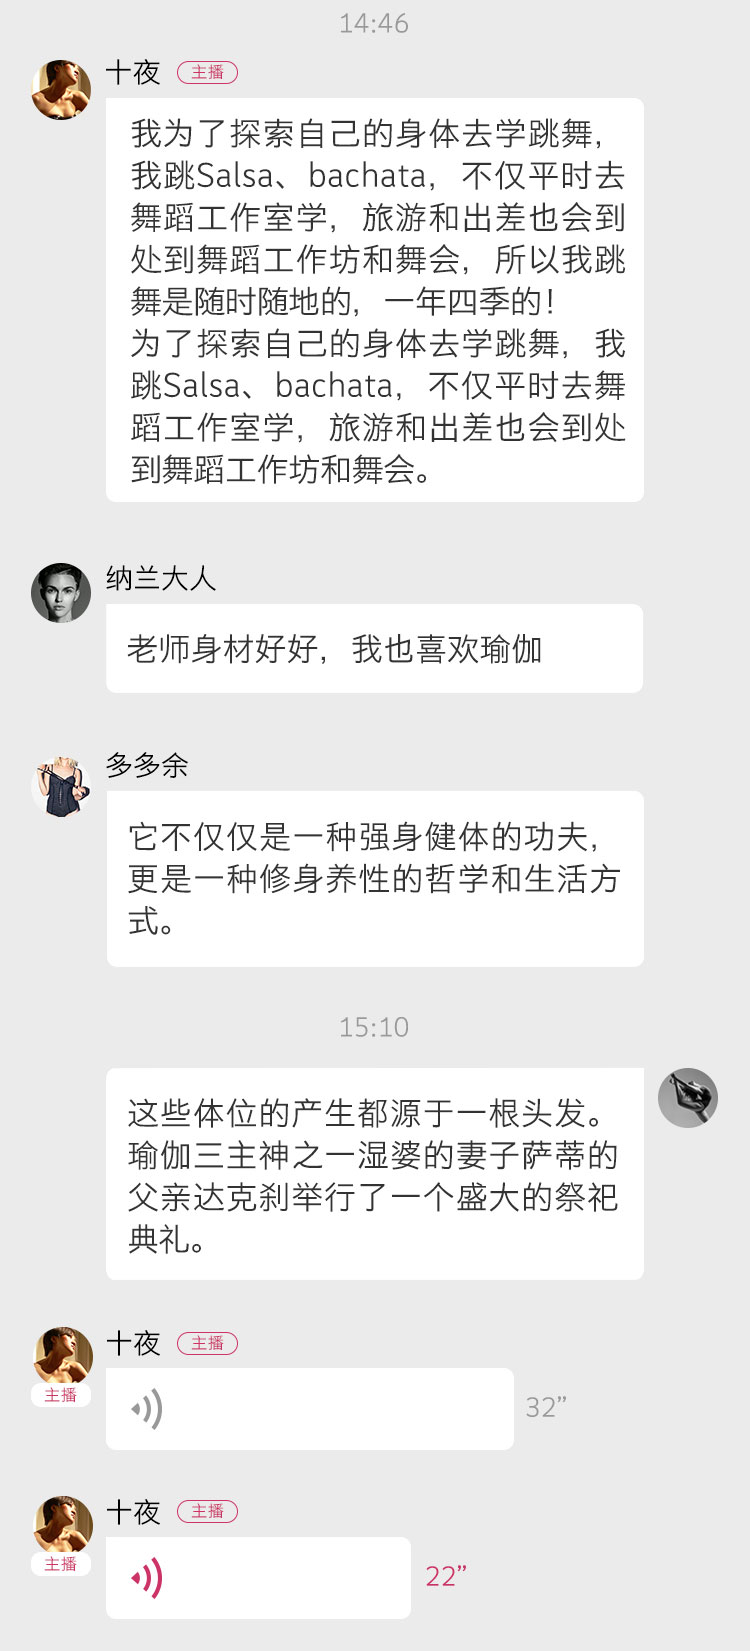 14:46
十夜 主播
我为了探索自己的身体去学跳舞，
我跳Salsa、bachata，不仅平时去
舞蹈工作室学，旅游和出差也会到
处到舞蹈工作坊和舞会，所以我跳
舞是随时随地的，一年四季的！
为了探索自己的身体去学跳舞，我
跳Salsa、bachata，不仅平时去舞
蹈工作室学，旅游和出差也会到处
到舞蹈工作坊和舞会。
纳兰大人
老师身材好好，我也喜欢瑜伽
多多余
它不仅仅是一种强身健体的功夫，
更是一种修身养性的哲学和生活方
式。
15:10
这些体位的产生都源于一根头发。
瑜伽三主神之一湿婆的妻子萨蒂的
父亲达克刹举行了一个盛大的祭祀
典礼。
十夜 主播
主播
32”
十夜 主播
主播
22”